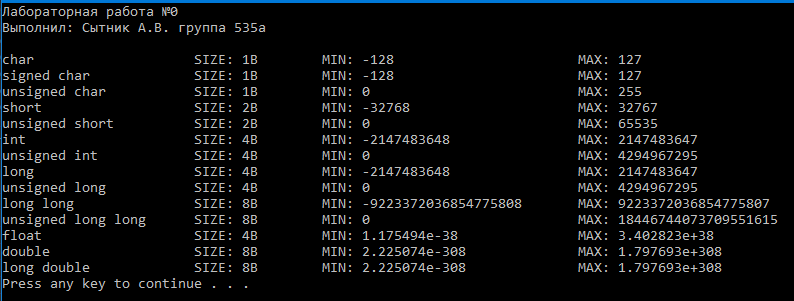 Лабораторная работа №0
Выполнил: Сытник А.В. группа 535а
char SIZE: 1B MIN: -128 MAX: 127
signed char SIZE: 1B MIN: -128 MAX: 127
unsigned char SIZE: 1B MIN: 0 MAX: 255
short SIZE: 2B MIN: -32768 MAX: 32767
unsigned short SIZE: 2B MIN: 0 MAX: 65535
int SIZE: 4B MIN: -2147483648 MAX: 2147483647
unsigned int SIZE: 4B MIN: 0 MAX: 4294967295
long SIZE: 4B MIN: -2147483648 MAX: 2147483647
unsigned long SIZE: 4B MIN: 0 MAX: 4294967295
long long SIZE: 8B MIN: -9223372036854775808 MAX: 9223372036854775807
unsigned long long SIZE: 8B MIN: 0 MAX: 18446744073709551615
float SIZE: 4B MIN: 1.175494e-38 MAX: 3.402823e+38
double SIZE: 8B MIN: 2.225074e-308 MAX: 1.797693e+308
long double SIZE: 8B MIN: 2.225074e-308 MAX: 1.797693e+308
Press any key to continue . . .